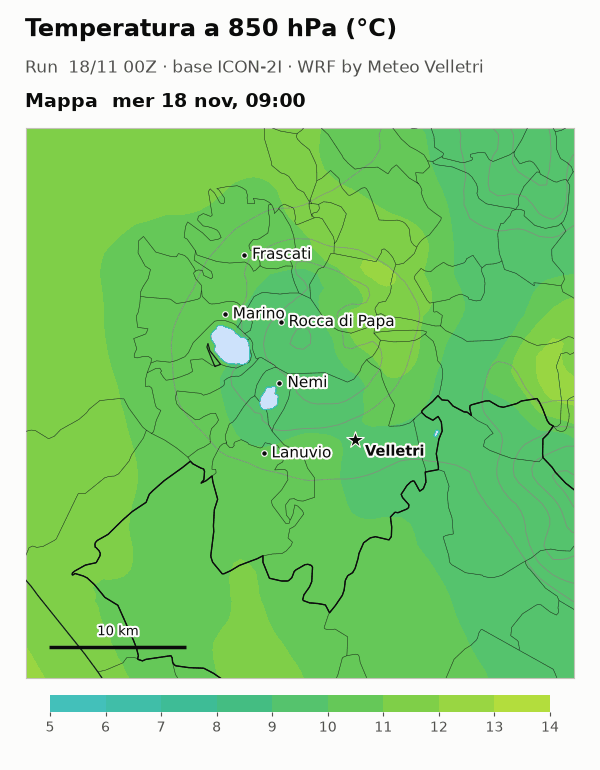 Temperatura a 850 hPa (°C)
Run  18/11 00Z · base ICON-2I · WRF by Meteo Velletri
Mappa  mer 18 nov, 09:00
Frascati
Marino
Rocca di Papa
Nemi
Velletri
Lanuvio
10 km
5 6 7 8 9 10 11 12 13 14